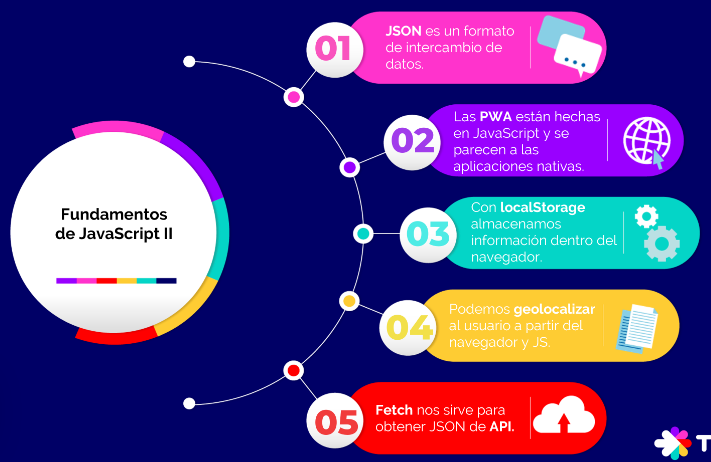 Fundamentos
de JavaScript II
01
JSON es un formato
de intercambio de
datos.
02
Las PWA están hechas
en JavaScript y se
parecen a las
aplicaciones nativas.
03
Con localStorage
almacenamos
información dentro del
navegador.
04
Podemos geolocalizar
al usuario a partir del
navegador y JS.
05
Fetch nos sirve para
obtener JSON de API.
T